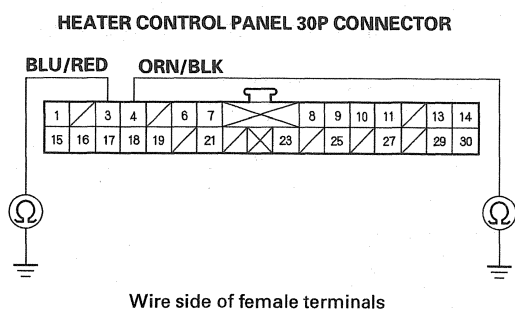 HEATER CONTROL PANEL 30P CONNECTOR
BLU/RED ORN/BLK
1 3 4 6 7 8 9 10 11 13 14
15 16 17 18 19 21 23 25 27 29 30
Ω Ω
Wire side of female terminals